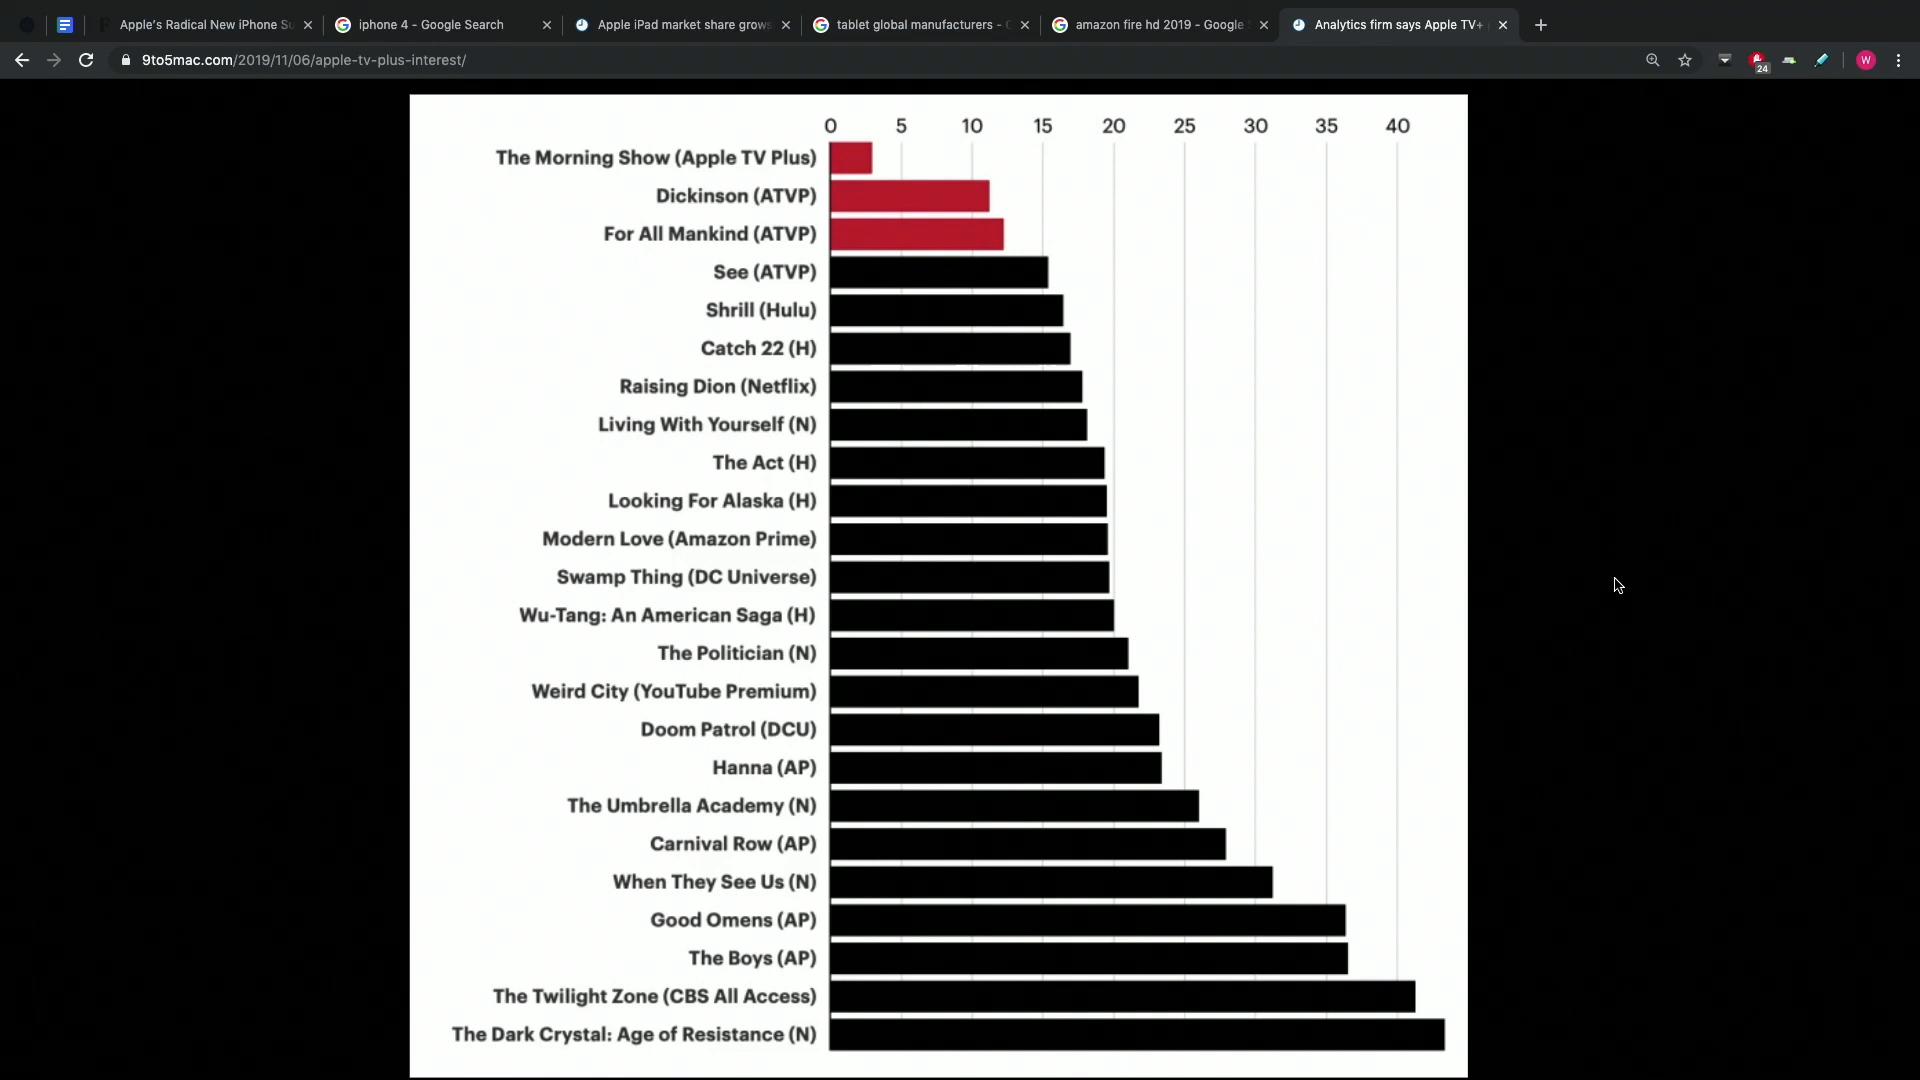 Apple's Radical New iPhone Su
iphone 4 - Google Search
Apple iPad market share grows
tablet global manufacturers -
amazon fire hd 2019 - Google
Analytics firm says Apple TV+
9to5mac.com/2019/11/06/apple-tv-plus-interest/
24
W
0 5 10 15 20 25 30 35 40
The Morning Show (Apple TV Plus)
Dickinson (ATVP)
For All Mankind (ATVP)
See (ATVP)
Shrill (Hulu)
Catch 22 (H)
Raising Dion (Netflix)
Living With Yourself (N)
The Act (H)
Looking For Alaska (H)
Modern Love (Amazon Prime)
Swamp Thing (DC Universe)
Wu-Tang: An American Saga (H)
The Politician (N)
Weird City (YouTube Premium)
Doom Patrol (DCU)
Hanna (AP)
The Umbrella Academy (N)
Carnival Row (AP)
When They See Us (N)
Good Omens (AP)
The Boys (AP)
The Twilight Zone (CBS All Access)
The Dark Crystal: Age of Resistance (N)